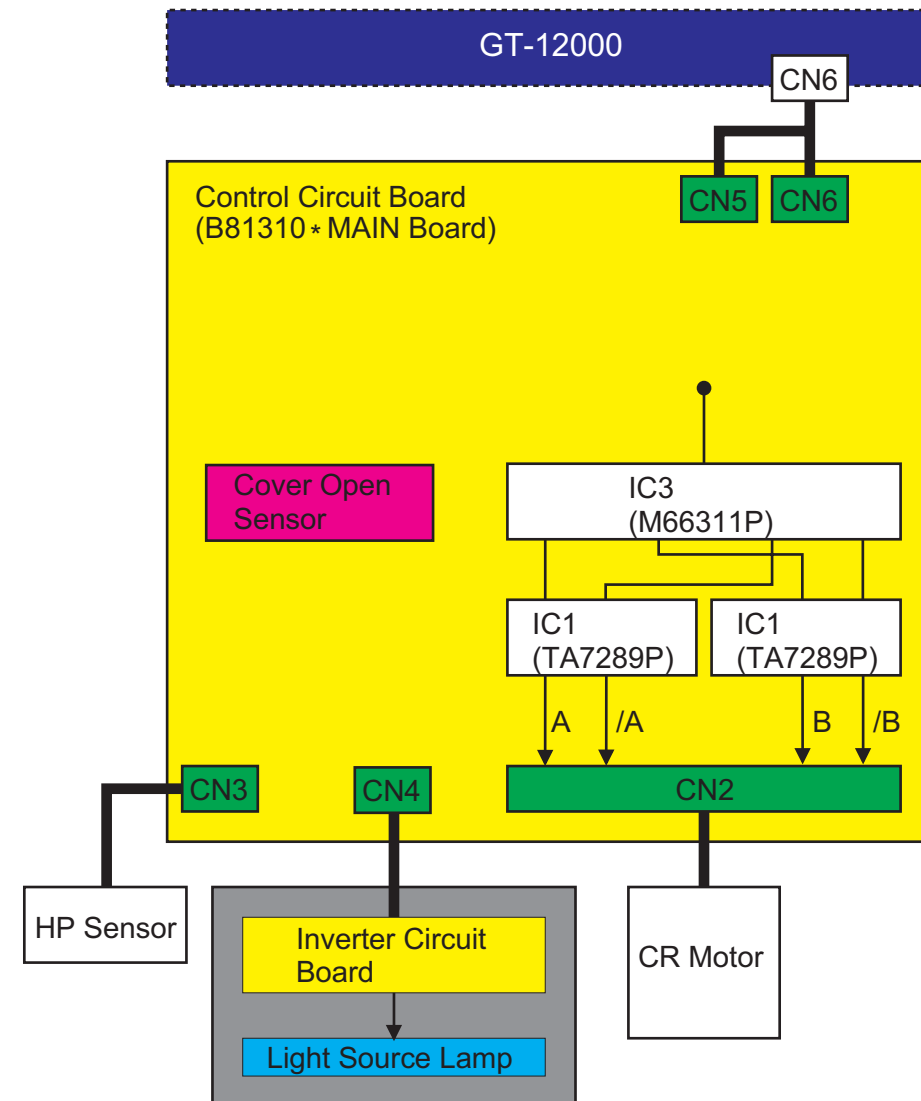 GT-12000
CN6
CN5
CN6
Control Circuit Board
(B81310 * MAIN Board)
Cover Open
Sensor
IC3
(M66311P)
IC1
(TA7289P)
IC1
(TA7289P)
A
/A
B
/B
CN3
CN4
CN2
HP Sensor
Inverter Circuit
Board
CR Motor
Light Source Lamp